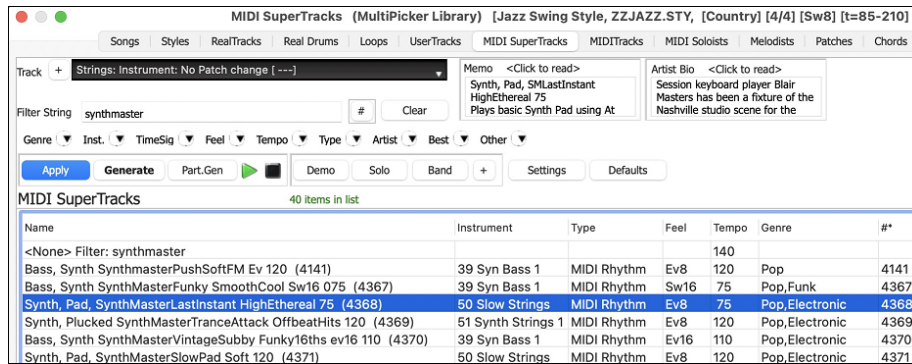 MIDI SuperTracks (MultiPicker Library) [Jazz Swing Style, ZZJAZZ.STY, [Country] [4/4] [Sw8] [t=85-210]
Songs Styles RealTracks Real Drums Loops UserTracks MIDI SuperTracks MIDITracks MIDI Soloists Melodists Patches Chords
Track + Strings: Instrument: No Patch change [ ---]
Memo <Click to read>
Synth, Pad, SMLastInstant
HighEthereal 75
Plays basic Synth Pad using At
Artist Bio <Click to read>
Session keyboard player Blair
Masters has been a fixture of the
Nashville studio scene for the
Filter String synthmaster # Clear
Genre Inst. TimeSig Feel Tempo Type Artist Best Other
Apply Generate Part.Gen Demo Solo Band + Settings Defaults
MIDI SuperTracks 40 items in list
Name Instrument Type Feel Tempo Genre #*
<None> Filter: synthmaster 140
Bass, Synth SynthmasterPushSoftFM Ev 120 (4141) 39 Syn Bass 1 MIDI Rhythm Ev8 120 Pop 4141
Bass, Synth SynthMasterFunky SmoothCool Sw16 075 (4367) 39 Syn Bass 1 MIDI Rhythm Sw16 75 Pop,Funk 4367
Synth, Pad, SynthMasterLastInstant HighEthereal 75 (4368) 50 Slow Strings MIDI Rhythm Ev8 75 Pop,Electronic 4368
Synth, Plucked SynthMasterTranceAttack OffbeatHits 120 (4369) 51 Synth Strings 1 MIDI Rhythm Ev8 120 Pop,Electronic 4369
Bass, Synth SynthMasterVintageSubby Funky16ths ev16 110 (4370) 39 Syn Bass 1 MIDI Rhythm Ev16 110 Pop,Electronic 4370
Synth, Pad, SynthMasterSlowPad Soft 120 (4371) 50 Slow Strings MIDI Rhythm Ev8 120 Pop,Electronic 4371